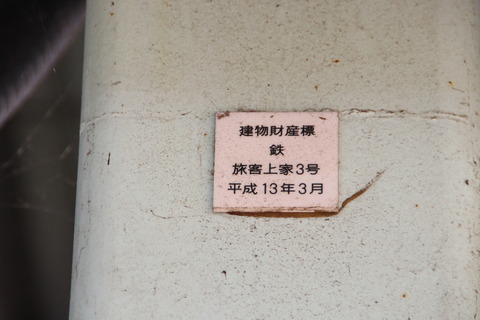 建物財産標
鉄
旅客上家3号
平成13年3月